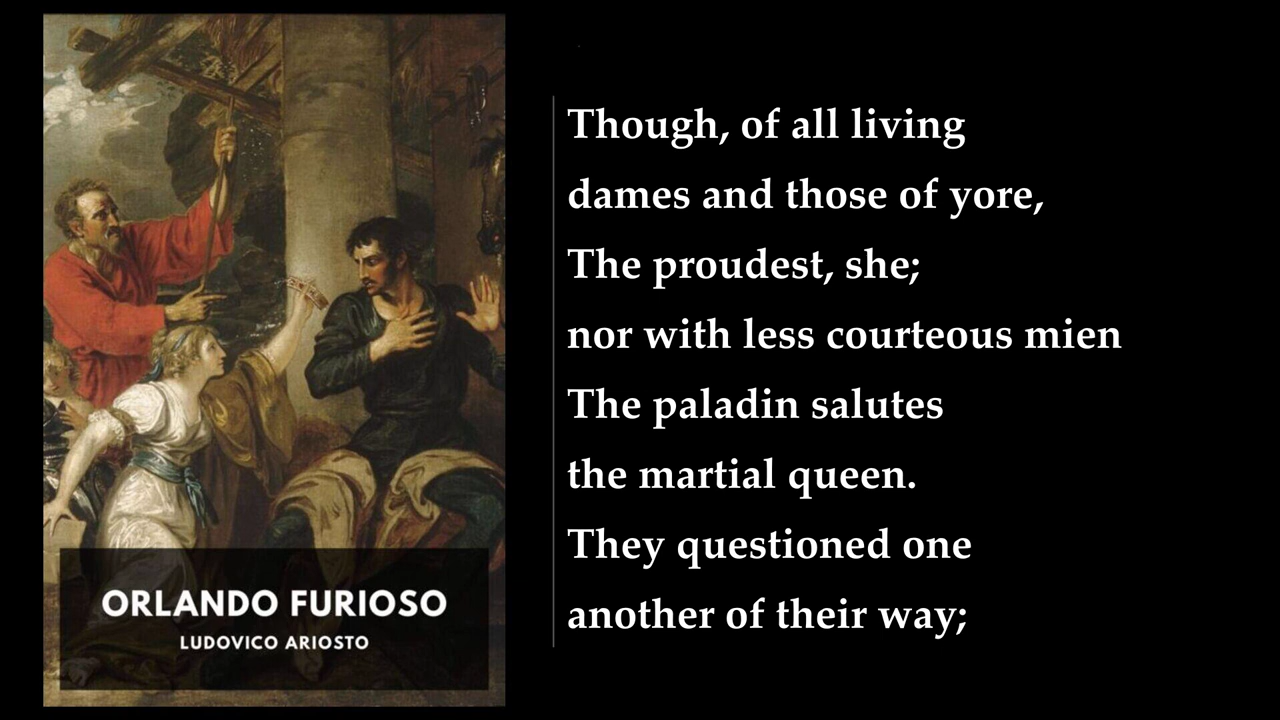 ORLANDO FURIOSO
LUDOVICO ARIOSTO
Though, of all living
dames and those of yore,
The proudest, she;
nor with less courteous mien
The paladin salutes
the martial queen.
They questioned one
another of their way;